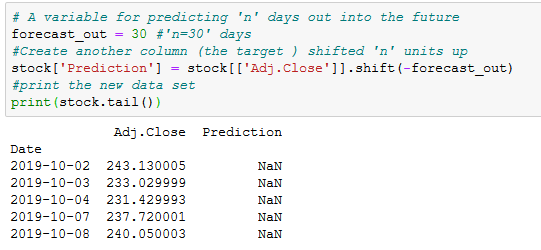 # A variable for predicting 'n' days out into the future
forecast_out = 30 #'n=30' days
#Create another column (the target ) shifted 'n' units up
stock['Prediction'] = stock[['Adj.Close']].shift(-forecast_out)
#print the new data set
print(stock.tail())
Adj.Close Prediction
Date
2019-10-02 243.130005 NaN
2019-10-03 233.029999 NaN
2019-10-04 231.429993 NaN
2019-10-07 237.720001 NaN
2019-10-08 240.050003 NaN